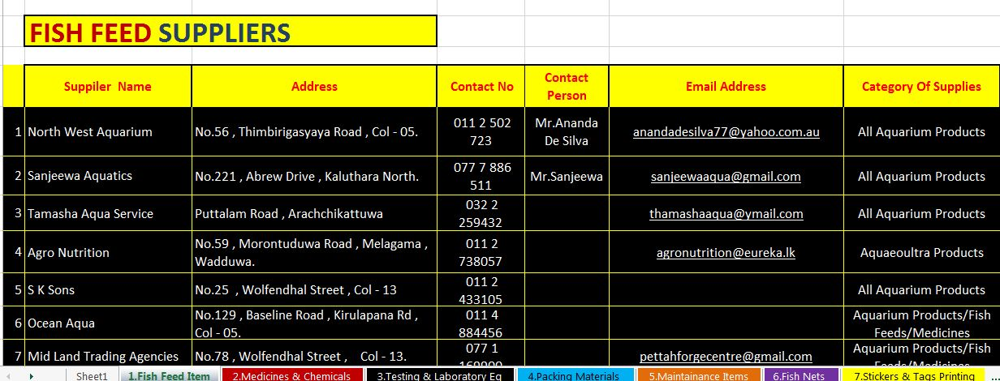 FISH FEED SUPPLIERS
Suppiler Name Address Contact No Contact Person Email Address Category Of Supplies
1 North West Aquarium No.56 , Thimbirigasyaya Road , Col - 05. 011 2 502 723 Mr.Ananda De Silva anandadesilva77@yahoo.com.au All Aquarium Products
2 Sanjeewa Aquatics No.221 , Abrew Drive , Kaluthara North. 077 7 886 511 Mr.Sanjeewa sanjeewaaqua@gmail.com All Aquarium Products
3 Tamasha Aqua Service Puttalam Road , Arachchikattuwa 032 2 259432 thamashaaqua@ymail.com All Aquarium Products
4 Agro Nutrition No.59 , Morontuduwa Road , Melagama , Wadduwa. 011 2 738057 agronutrition@eureka.lk Aquaeoultra Products
5 S K Sons No.25 , Wolfendhal Street , Col - 13 011 2 433105 All Aquarium Products
6 Ocean Aqua No.129 , Baseline Road , Kirulapana Rd , Col - 05. 011 4 884456 Aquarium Products/Fish Feeds/Medicines
7 Mid Land Trading Agencies No.78 , Wolfendhal Street , Col - 13. 077 1 pettahforgecentre@gmail.com Aquarium Products/Fish Feeds/Medicines
Sheet1 1.Fish Feed Item 2.Medicines & Chemicals 3.Testing & Laboratory Eq 4.Packing Materials 5.Maintainance Items 6.Fish Nets 7.Stickers & Tags Printing ...